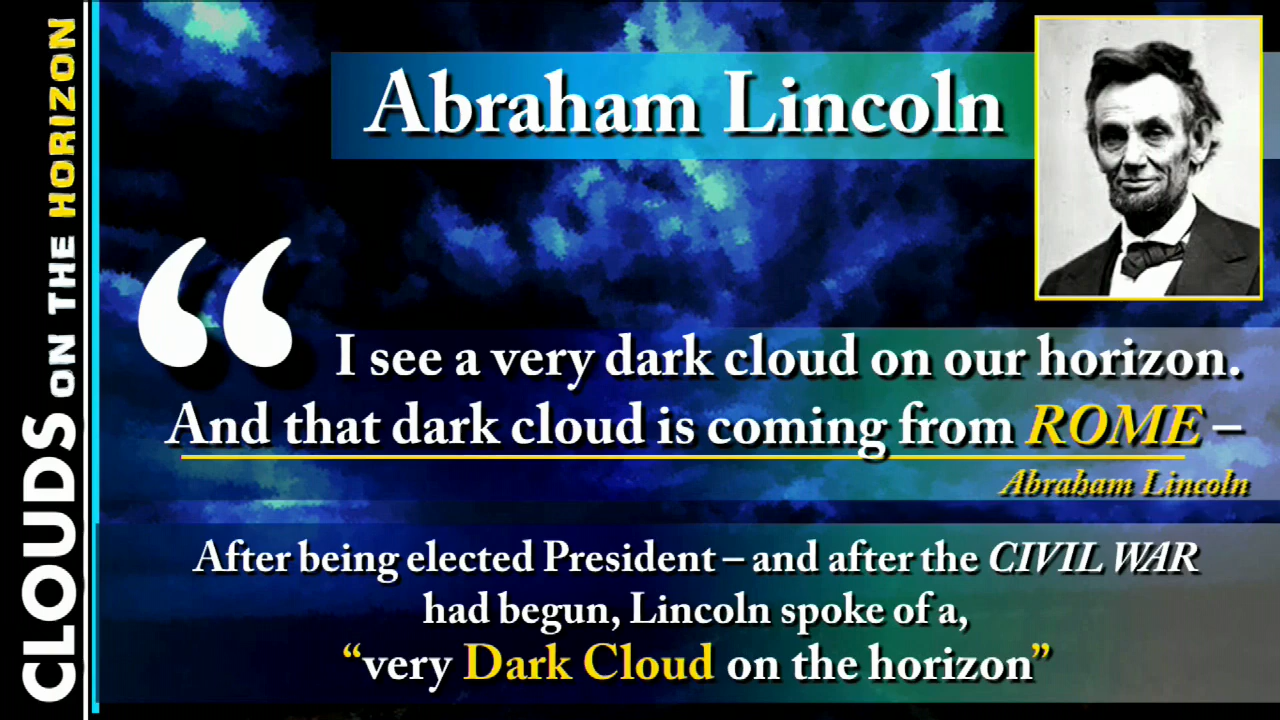 CLOUDS ON THE HORIZON
Abraham Lincoln
“ I see a very dark cloud on our horizon.
And that dark cloud is coming from ROME –
Abraham Lincoln
After being elected President – and after the CIVIL WAR
had begun, Lincoln spoke of a,
“very Dark Cloud on the horizon”